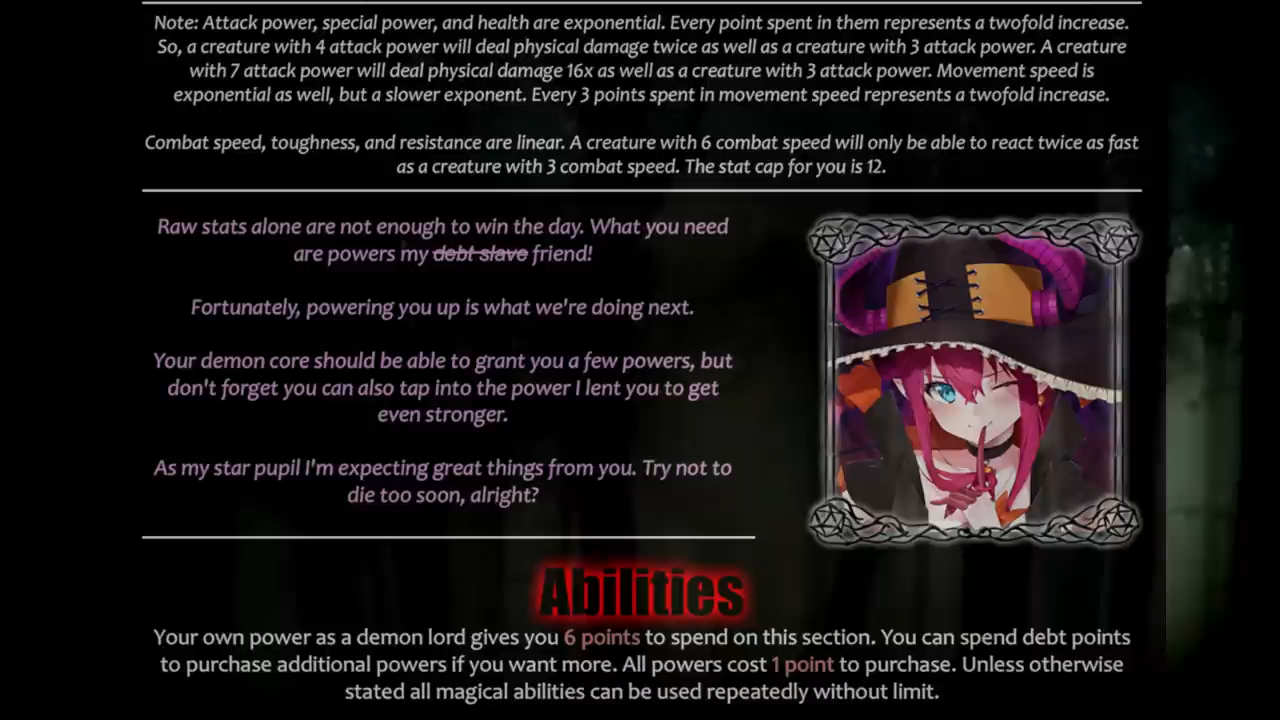 Note: Attack power, special power, and health are exponential. Every point spent in them represents a twofold increase.
So, a creature with 4 attack power will deal physical damage twice as well as a creature with 3 attack power. A creature
with 7 attack power will deal physical damage 16x as well as a creature with 3 attack power. Movement speed is
exponential as well, but a slower exponent. Every 3 points spent in movement speed represents a twofold increase.
Combat speed, toughness, and resistance are linear. A creature with 6 combat speed will only be able to react twice as fast
as a creature with 3 combat speed. The stat cap for you is 12.
Raw stats alone are not enough to win the day. What you need
are powers my debt slave friend!
Fortunately, powering you up is what we're doing next.
Your demon core should be able to grant you a few powers, but
don't forget you can also tap into the power I lent you to get
even stronger.
As my star pupil I'm expecting great things from you. Try not to
die too soon, alright?
Abilities
Your own power as a demon lord gives you 6 points to spend on this section. You can spend debt points
to purchase additional powers if you want more. All powers cost 1 point to purchase. Unless otherwise
stated all magical abilities can be used repeatedly without limit.